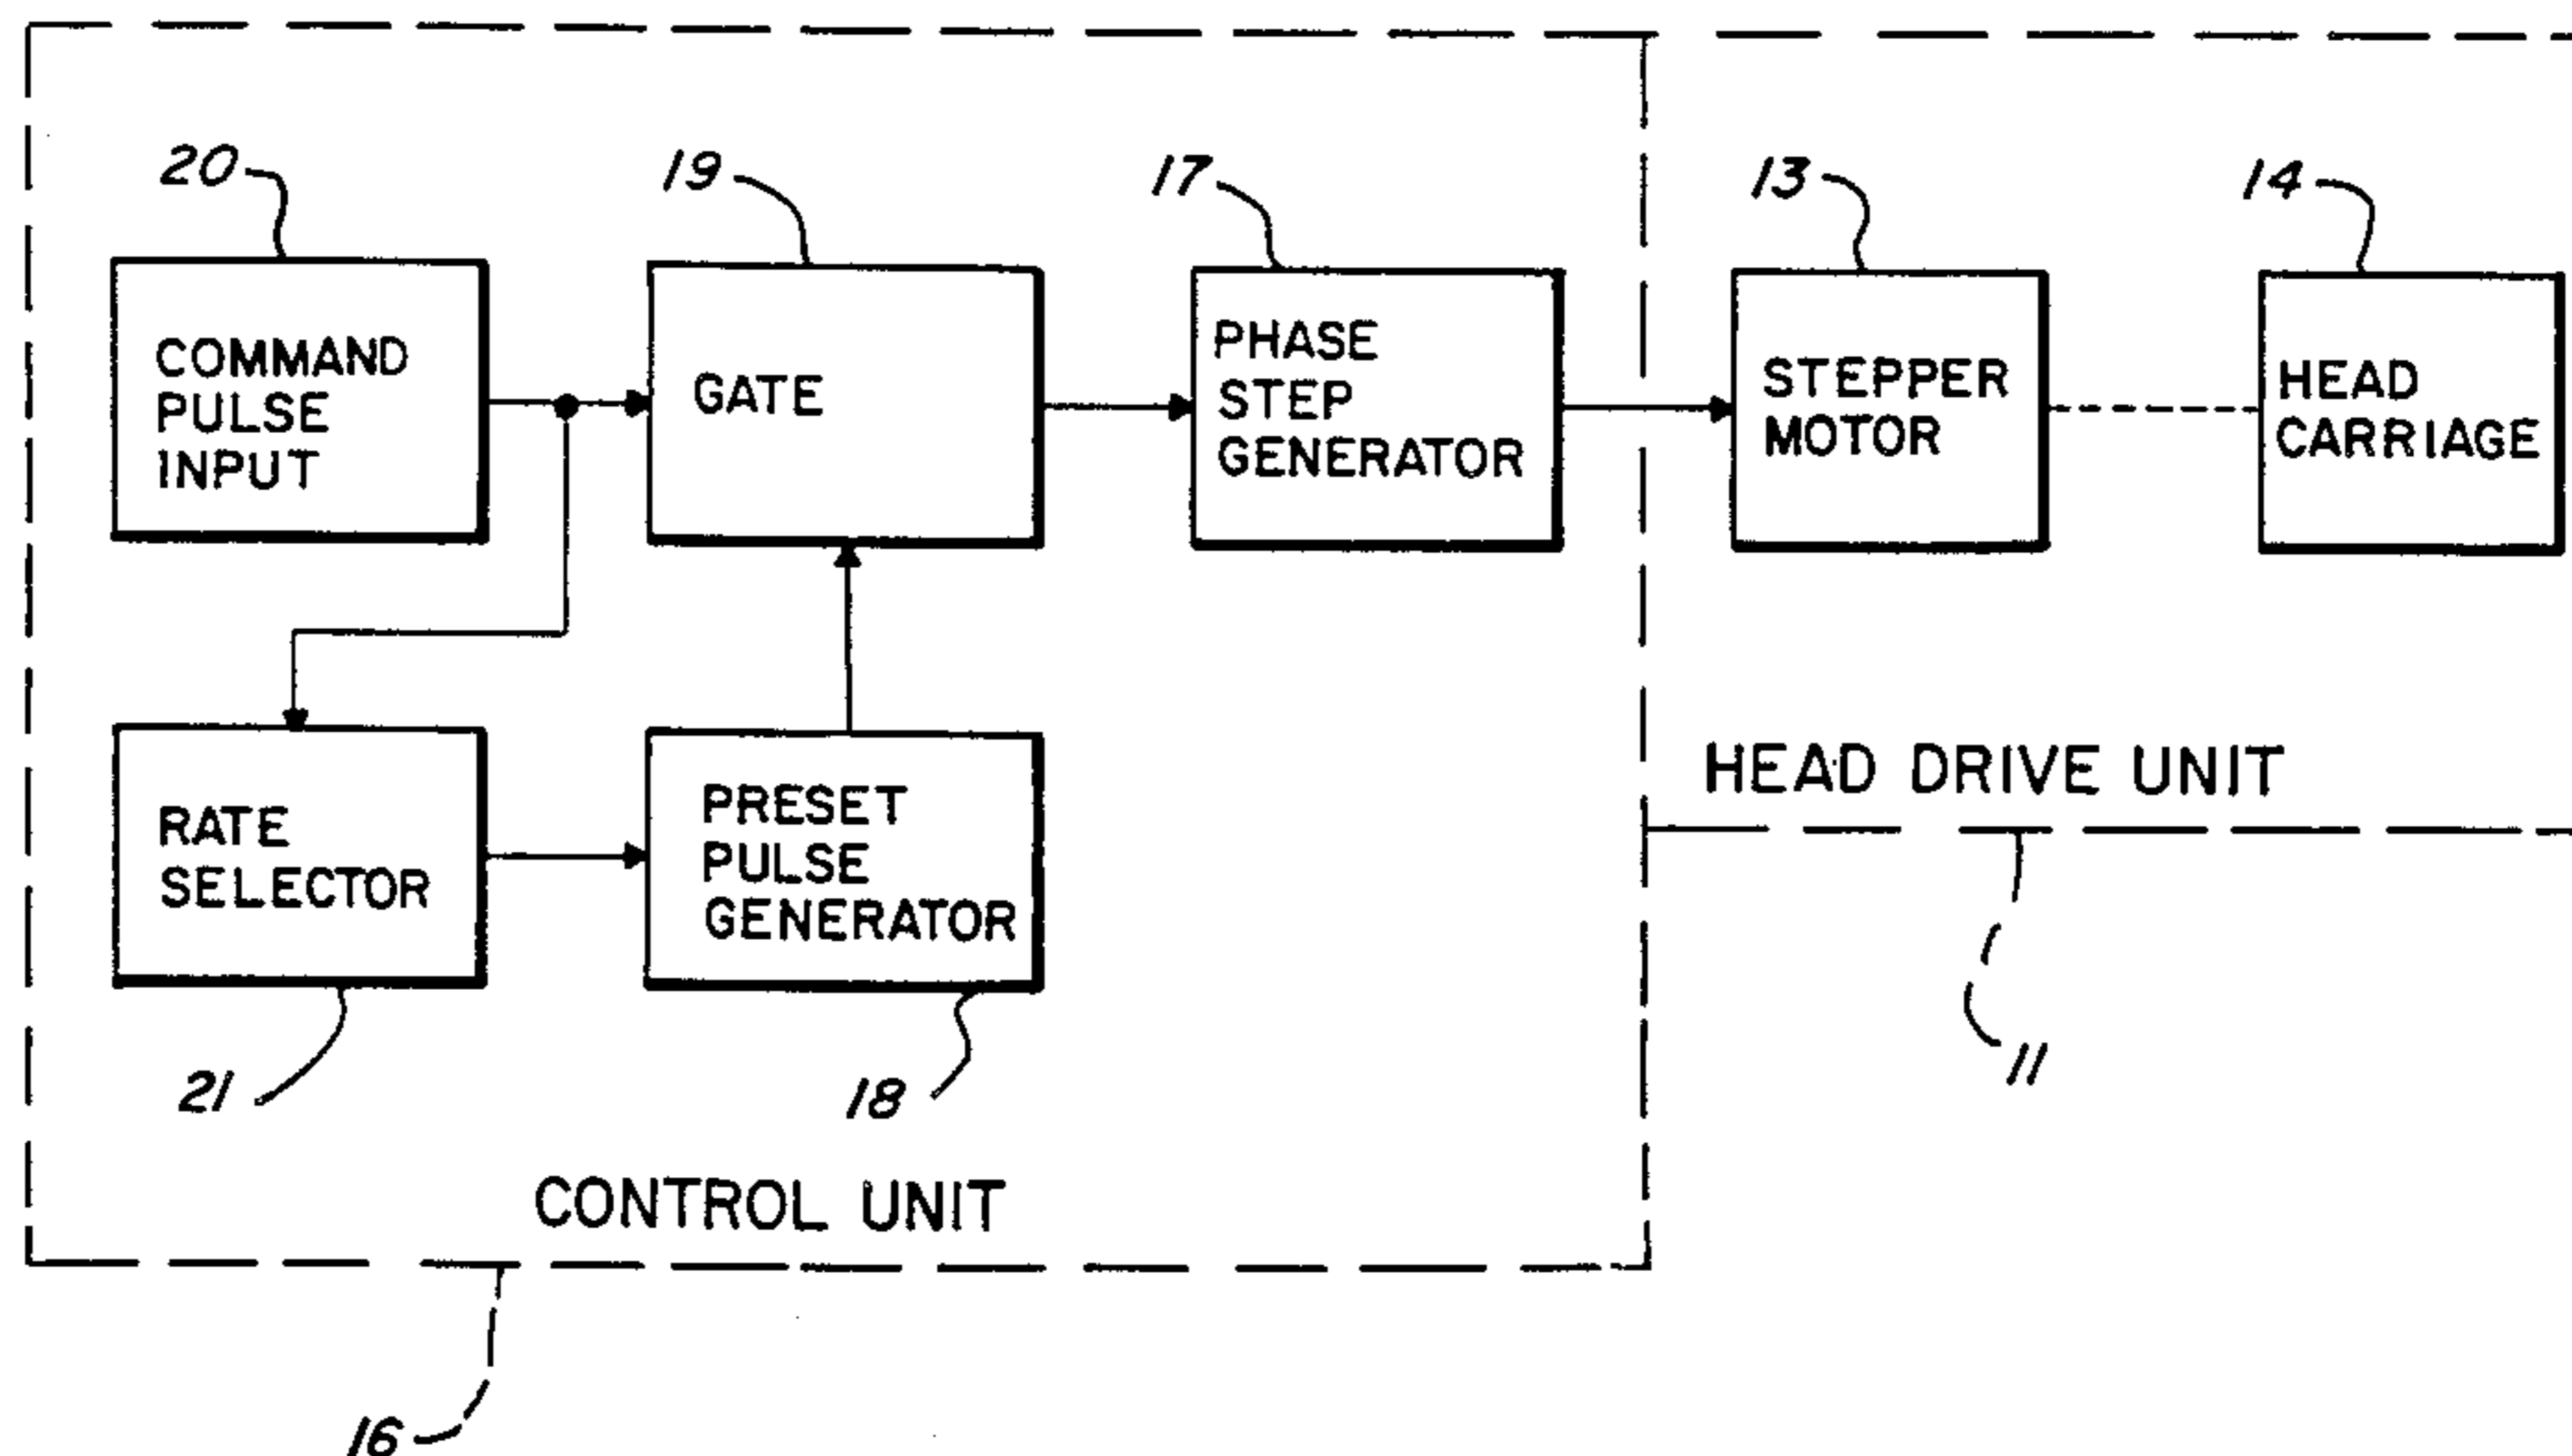 20
19
17
13
14
COMMAND
PULSE
INPUT
GATE
PHASE
STEP
GENERATOR
STEPPER
MOTOR
HEAD
CARRIAGE
RATE
SELECTOR
PRESET
PULSE
GENERATOR
HEAD DRIVE UNIT
21
18
11
CONTROL UNIT
16